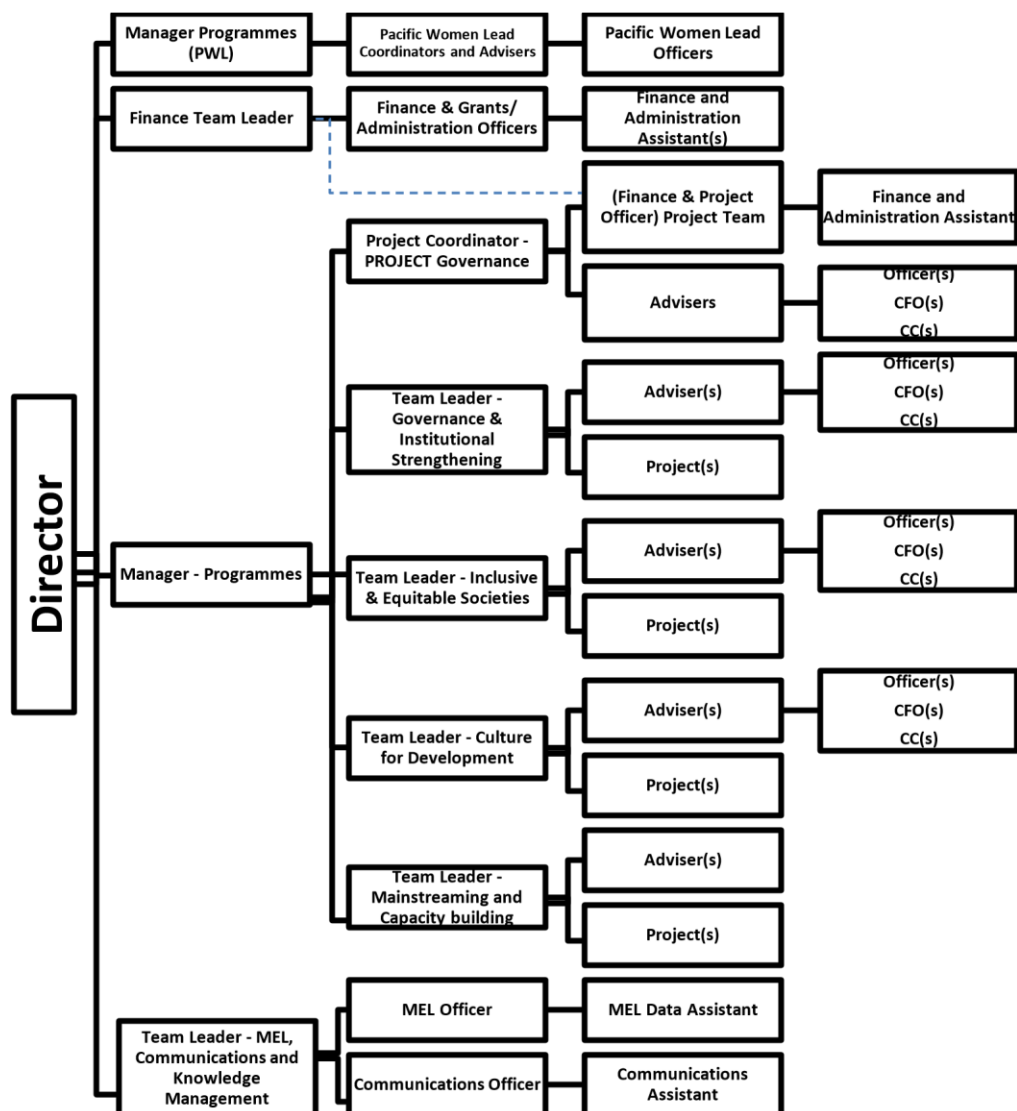 Manager Programmes
(PWL)
Pacific Women Lead
Coordinators and Advisers
Pacific Women Lead
Officers
Finance Team Leader
Finance & Grants/
Administration Officers
Finance and
Administration
Assistant(s)
(Finance & Project
Officer) Project Team
Finance and
Administration Assistant
Project Coordinator -
PROJECT Governance
Advisers
Officer(s)
CFO(s)
CC(s)
Team Leader -
Governance &
Institutional
Strengthening
Adviser(s)
Officer(s)
CFO(s)
CC(s)
Project(s)
Director
Manager - Programmes
Team Leader - Inclusive
& Equitable Societies
Adviser(s)
Officer(s)
CFO(s)
CC(s)
Project(s)
Team Leader - Culture
for Development
Adviser(s)
Officer(s)
CFO(s)
CC(s)
Project(s)
Team Leader -
Mainstreaming and
Capacity building
Adviser(s)
Project(s)
Team Leader - MEL,
Communications and
Knowledge
Management
MEL Officer
MEL Data Assistant
Communications Officer
Communications
Assistant